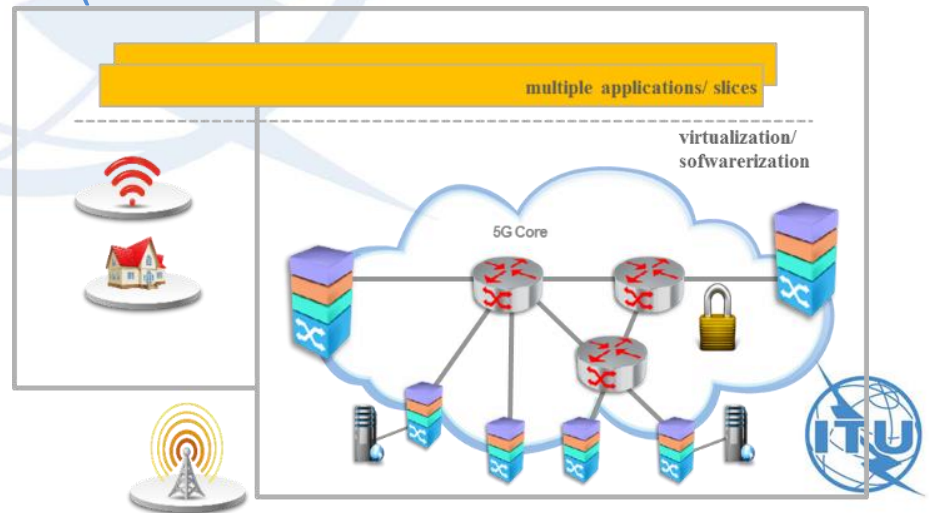 multiple applications/ slices
virtualization/
sofwarerization
5G Core
ITU